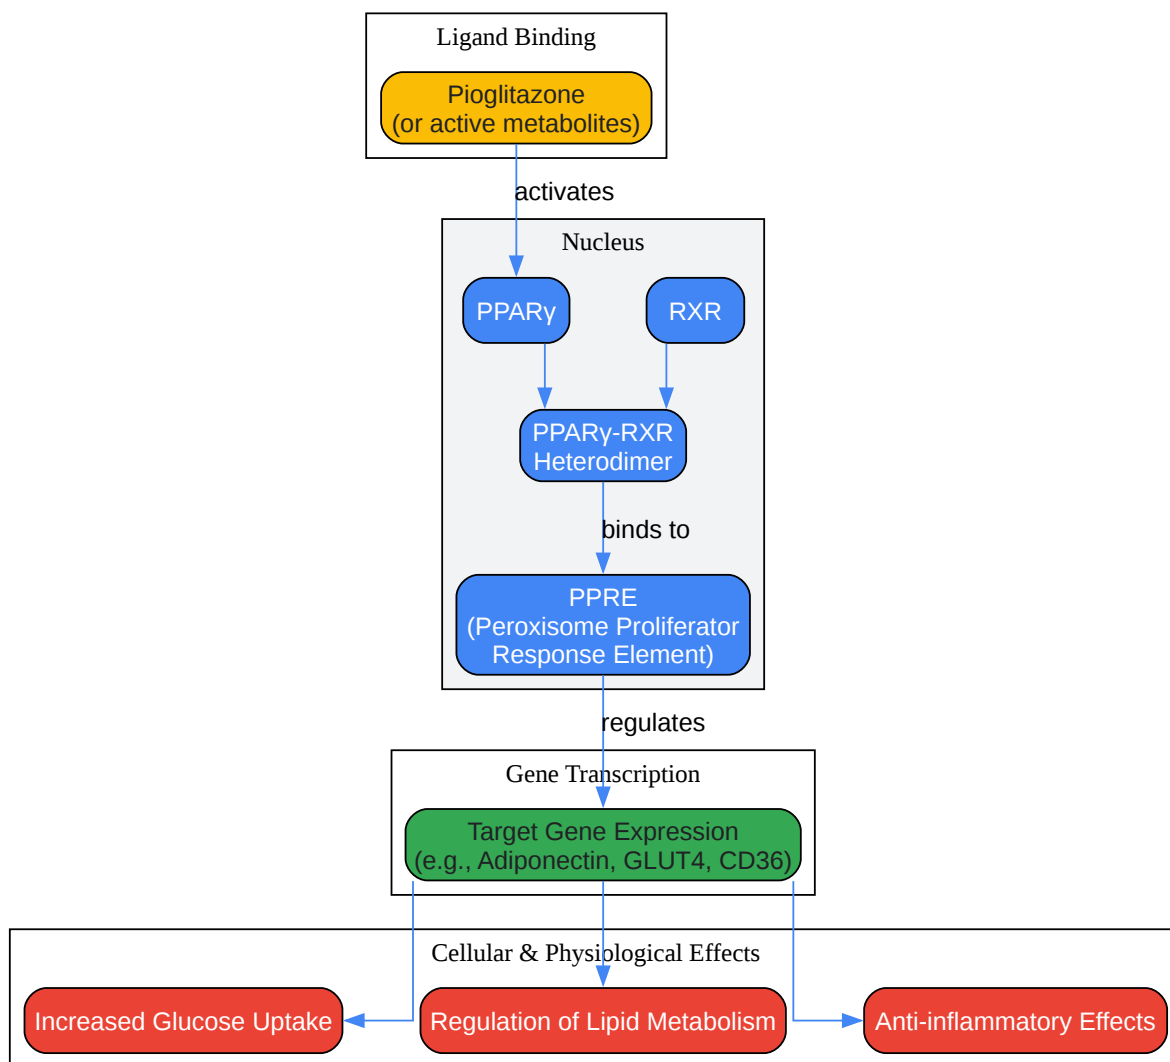 Ligand Binding
Pioglitazone
(or active metabolites)
activates
Nucleus
PPARγ
RXR
PPARγ-RXR
Heterodimer
binds to
PPRE
(Peroxisome Proliferator
Response Element)
regulates
Gene Transcription
Target Gene Expression
(e.g., Adiponectin, GLUT4, CD36)
Cellular & Physiological Effects
Increased Glucose Uptake
Regulation of Lipid Metabolism
Anti-inflammatory Effects